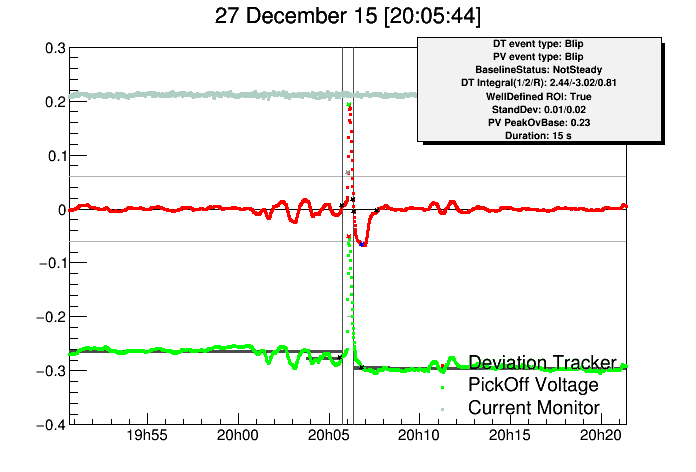 27 December 15 [20:05:44]
DT event type: Blip
PV event type: Blip
BaselineStatus: NotSteady
DT Integral(1/2/R): 2.44/-3.02/0.81
WellDefined ROI: True
StandDev: 0.01/0.02
PV PeakOvBase: 0.23
Duration: 15 s
0.3
0.2
0.1
0
−0.1
−0.2
−0.3
−0.4
Deviation Tracker
PickOff Voltage
Current Monitor
19h55 20h00 20h05 20h10 20h15 20h20